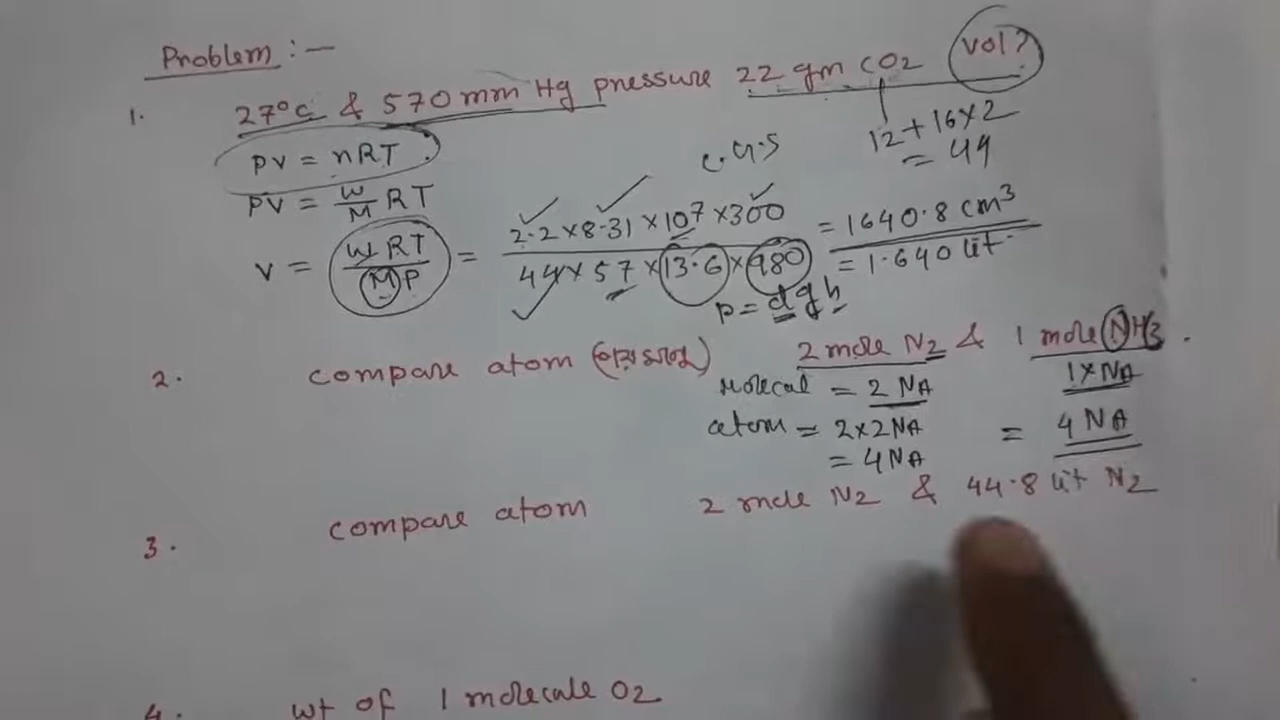 Problem :—
1. 27°C & 570 mm Hg pressure 22 gm CO2 vol?
12 + 16×2
= 44
PV = nRT
C.G.S
PV = W/M RT
V = WRT/MP = 2.2 × 8.31 × 10^7 × 300 / 44 × 57 × 13.6 × 980 = 1640.8 cm^3
= 1.640 lit
P = dgh
2. compare atom 2 mole N2 & 1 mole NH3.
molecul = 2 NA 1 × NA
atom = 2×2NA = 4 NA
= 4NA
3. compare atom 2 mole N2 & 44.8 lit N2
4. wt of 1 molecule O2